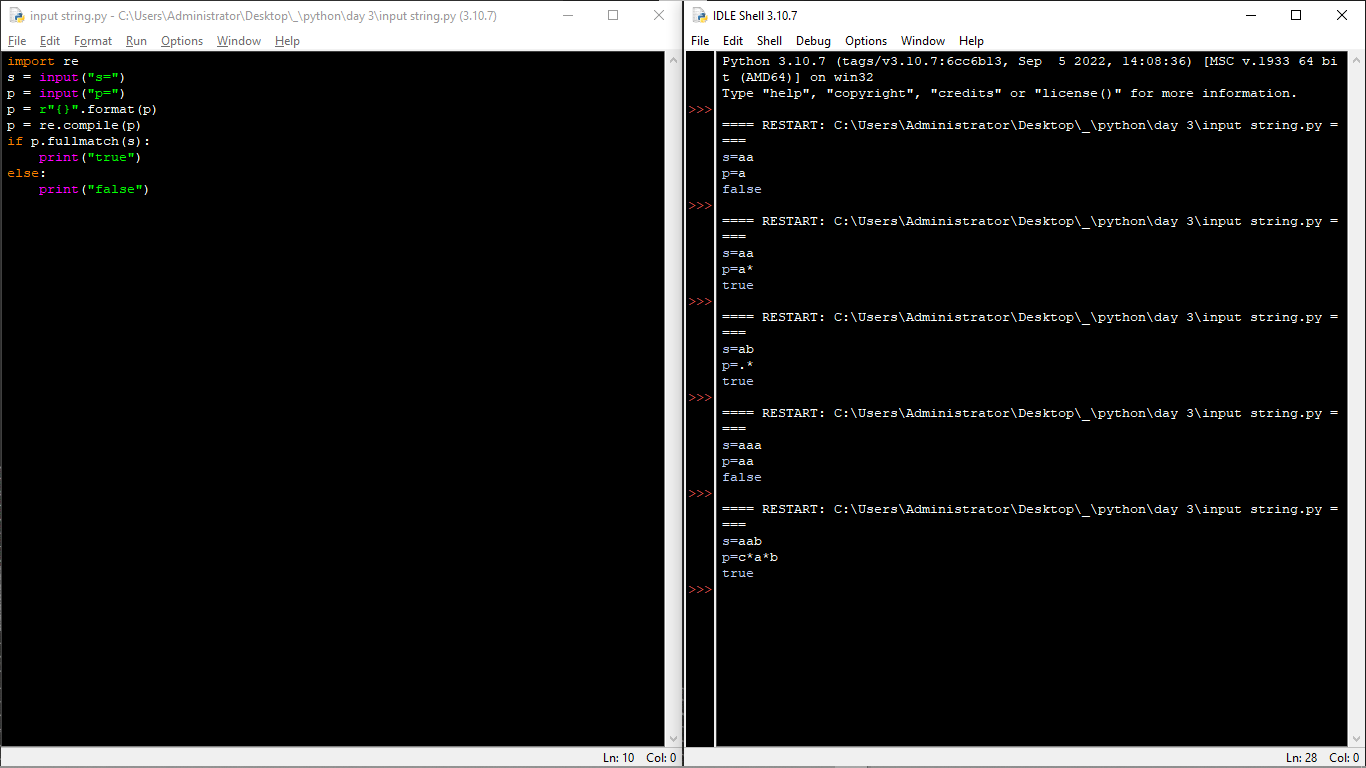 input string.py - C:\Users\Administrator\Desktop\_\python\day 3\input string.py (3.10.7)
File Edit Format Run Options Window Help
import re
s = input("s=")
p = input("p=")
p = r"{}".format(p)
p = re.compile(p)
if p.fullmatch(s):
    print("true")
else:
    print("false")
Ln: 10 Col: 0
IDLE Shell 3.10.7
File Edit Shell Debug Options Window Help
Python 3.10.7 (tags/v3.10.7:6cc6b13, Sep  5 2022, 14:08:36) [MSC v.1933 64 bi
t (AMD64)] on win32
Type "help", "copyright", "credits" or "license()" for more information.
>>>
==== RESTART: C:\Users\Administrator\Desktop\_\python\day 3\input string.py =
===
s=aa
p=a
false
>>>
==== RESTART: C:\Users\Administrator\Desktop\_\python\day 3\input string.py =
===
s=aa
p=a*
true
>>>
==== RESTART: C:\Users\Administrator\Desktop\_\python\day 3\input string.py =
===
s=ab
p=.*
true
>>>
==== RESTART: C:\Users\Administrator\Desktop\_\python\day 3\input string.py =
===
s=aaa
p=aa
false
>>>
==== RESTART: C:\Users\Administrator\Desktop\_\python\day 3\input string.py =
===
s=aab
p=c*a*b
true
>>>
Ln: 28 Col: 0